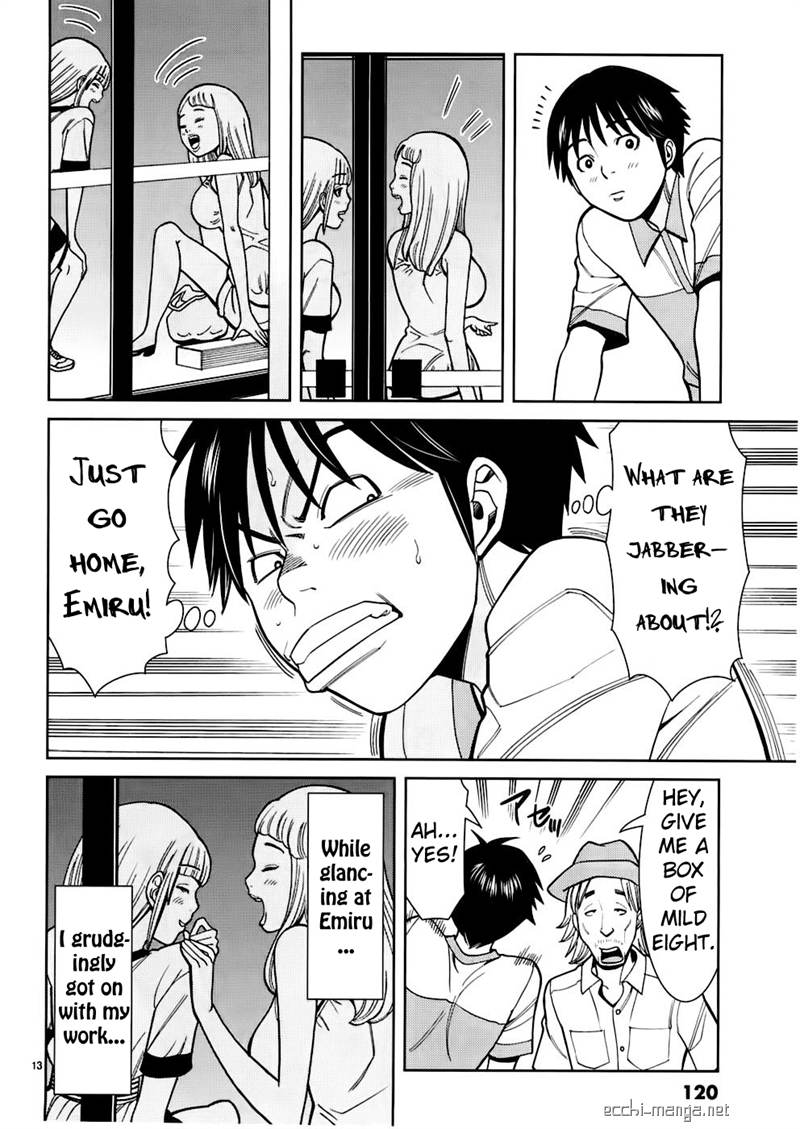 WHAT ARE
THEY
JABBER-
ING
ABOUT!?
JUST
GO
HOME,
EMIRU!
HEY,
GIVE
ME A
BOX
OF
MILD
EIGHT.
アセッ
AH...
YES!
While
glanc-
ing at
Emiru
...
I grudg-
ingly
got on
with my
work...
13
120
ecchi-manga.net